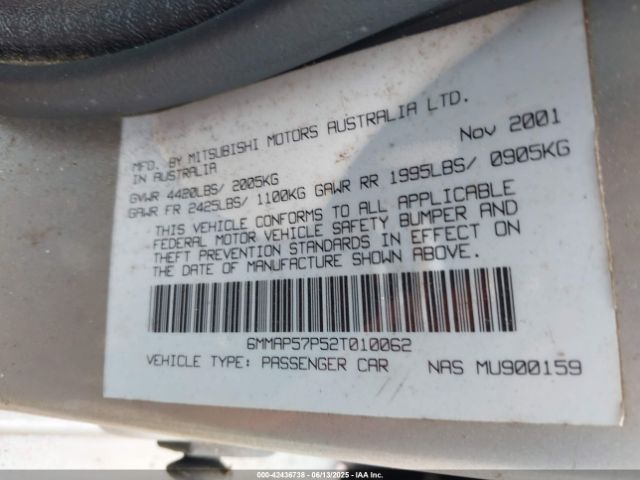 MFD. BY MITSUBISHI MOTORS AUSTRALIA LTD.
IN AUSTRALIA Nov 2001
GVWR 4420LBS/ 2005KG
GAWR FR 2425LBS/ 1100KG GAWR RR 1995LBS/ 0905KG
THIS VEHICLE CONFORMS TO ALL APPLICABLE
FEDERAL MOTOR VEHICLE SAFETY BUMPER AND
THEFT PREVENTION STANDARDS IN EFFECT ON
THE DATE OF MANUFACTURE SHOWN ABOVE.
6MMAP57P52T010062
VEHICLE TYPE: PASSENGER CAR NAS MU900159
000-42436738 - 06/13/2025 - IAA, Inc.